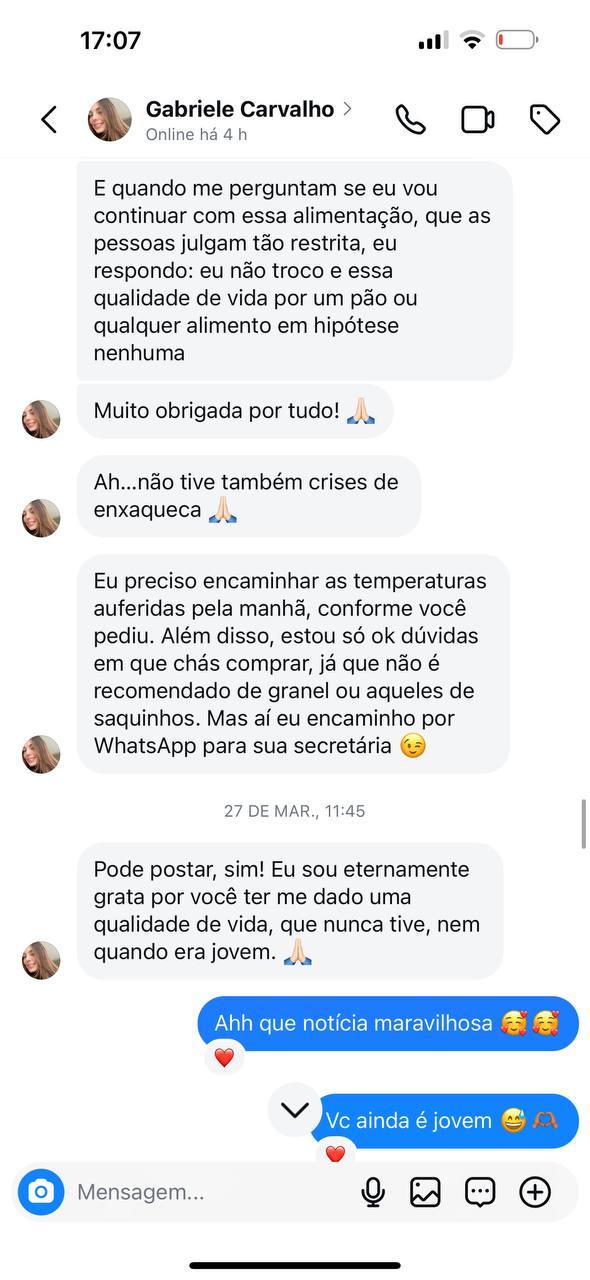 17:07
Gabriele Carvalho
Online há 4 h
E quando me perguntam se eu vou
continuar com essa alimentação, que as
pessoas julgam tão restrita, eu
respondo: eu não troco e essa
qualidade de vida por um pão ou
qualquer alimento em hipótese
nenhuma
Muito obrigada por tudo! 🙏🏻
Ah...não tive também crises de
enxaqueca 🙏🏻
Eu preciso encaminhar as temperaturas
auferidas pela manhã, conforme você
pediu. Além disso, estou só ok dúvidas
em que chás comprar, já que não é
recomendado de granel ou aqueles de
saquinhos. Mas aí eu encaminho por
WhatsApp para sua secretária 😉
27 DE MAR., 11:45
Pode postar, sim! Eu sou eternamente
grata por você ter me dado uma
qualidade de vida, que nunca tive, nem
quando era jovem. 🙏🏻
Ahh que notícia maravilhosa 🥰🥰
❤️
Vc ainda é jovem 😅🫶🏾
❤️
Mensagem...